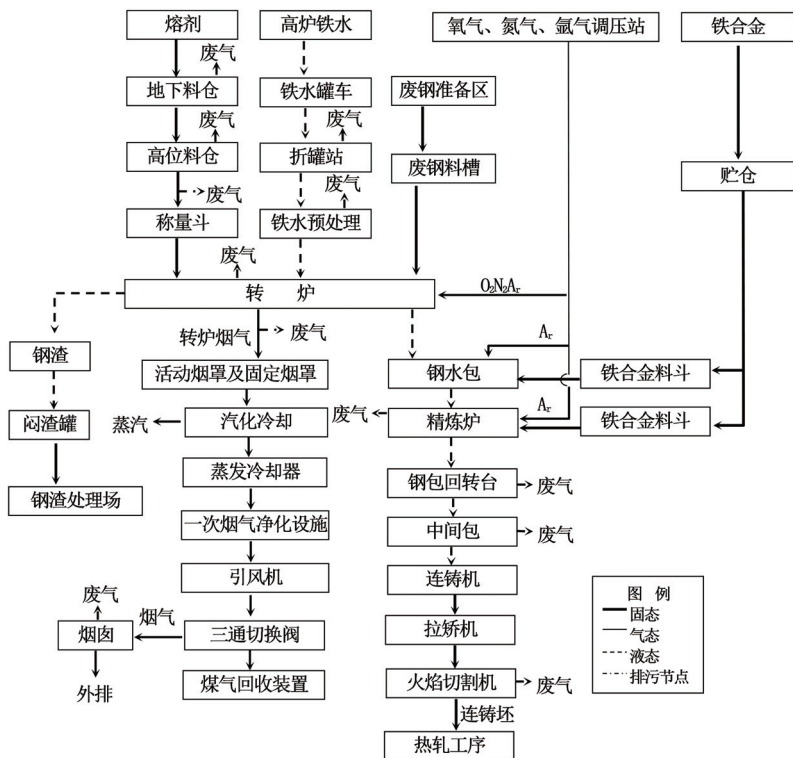 熔剂
高炉铁水
氧气、氮气、氩气调压站
铁合金
废气
地下料仓
铁水罐车
废钢准备区
废气
废气
高位料仓
折罐站
废钢料槽
贮仓
废气
废气
称量斗
铁水预处理
废气
转　炉
O₂N₂Aᵣ
转炉烟气
废气
Aᵣ
钢渣
活动烟罩及固定烟罩
钢水包
铁合金料斗
闷渣罐
蒸汽
汽化冷却
废气
精炼炉
Aᵣ
铁合金料斗
蒸发冷却器
钢包回转台
废气
钢渣处理场
一次烟气净化设施
中间包
废气
引风机
连铸机
废气
烟气
烟囱
三通切换阀
拉矫机
外排
煤气回收装置
火焰切割机
废气
连铸坯
热轧工序
图 例
固态
气态
液态
排污节点